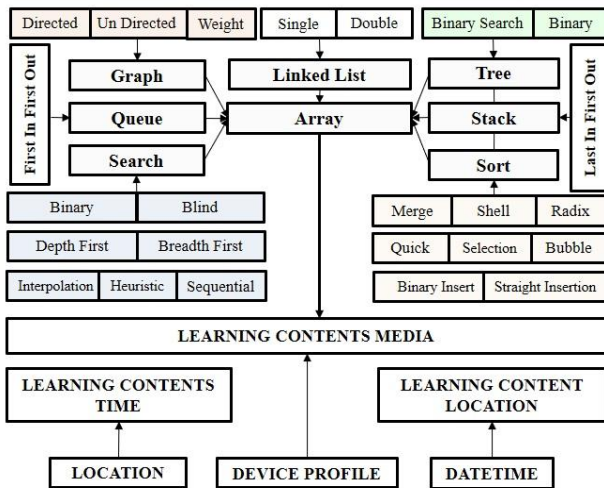 Directed Un Directed Weight Single Double Binary Search Binary
First In First Out
Graph Linked List Tree
Last In First Out
Queue Array Stack
Search Sort
Binary Blind Merge Shell Radix
Depth First Breadth First Quick Selection Bubble
Interpolation Heuristic Sequential Binary Insert Straight Insertion
LEARNING CONTENTS MEDIA
LEARNING CONTENTS
TIME
LEARNING CONTENT
LOCATION
LOCATION DEVICE PROFILE DATETIME